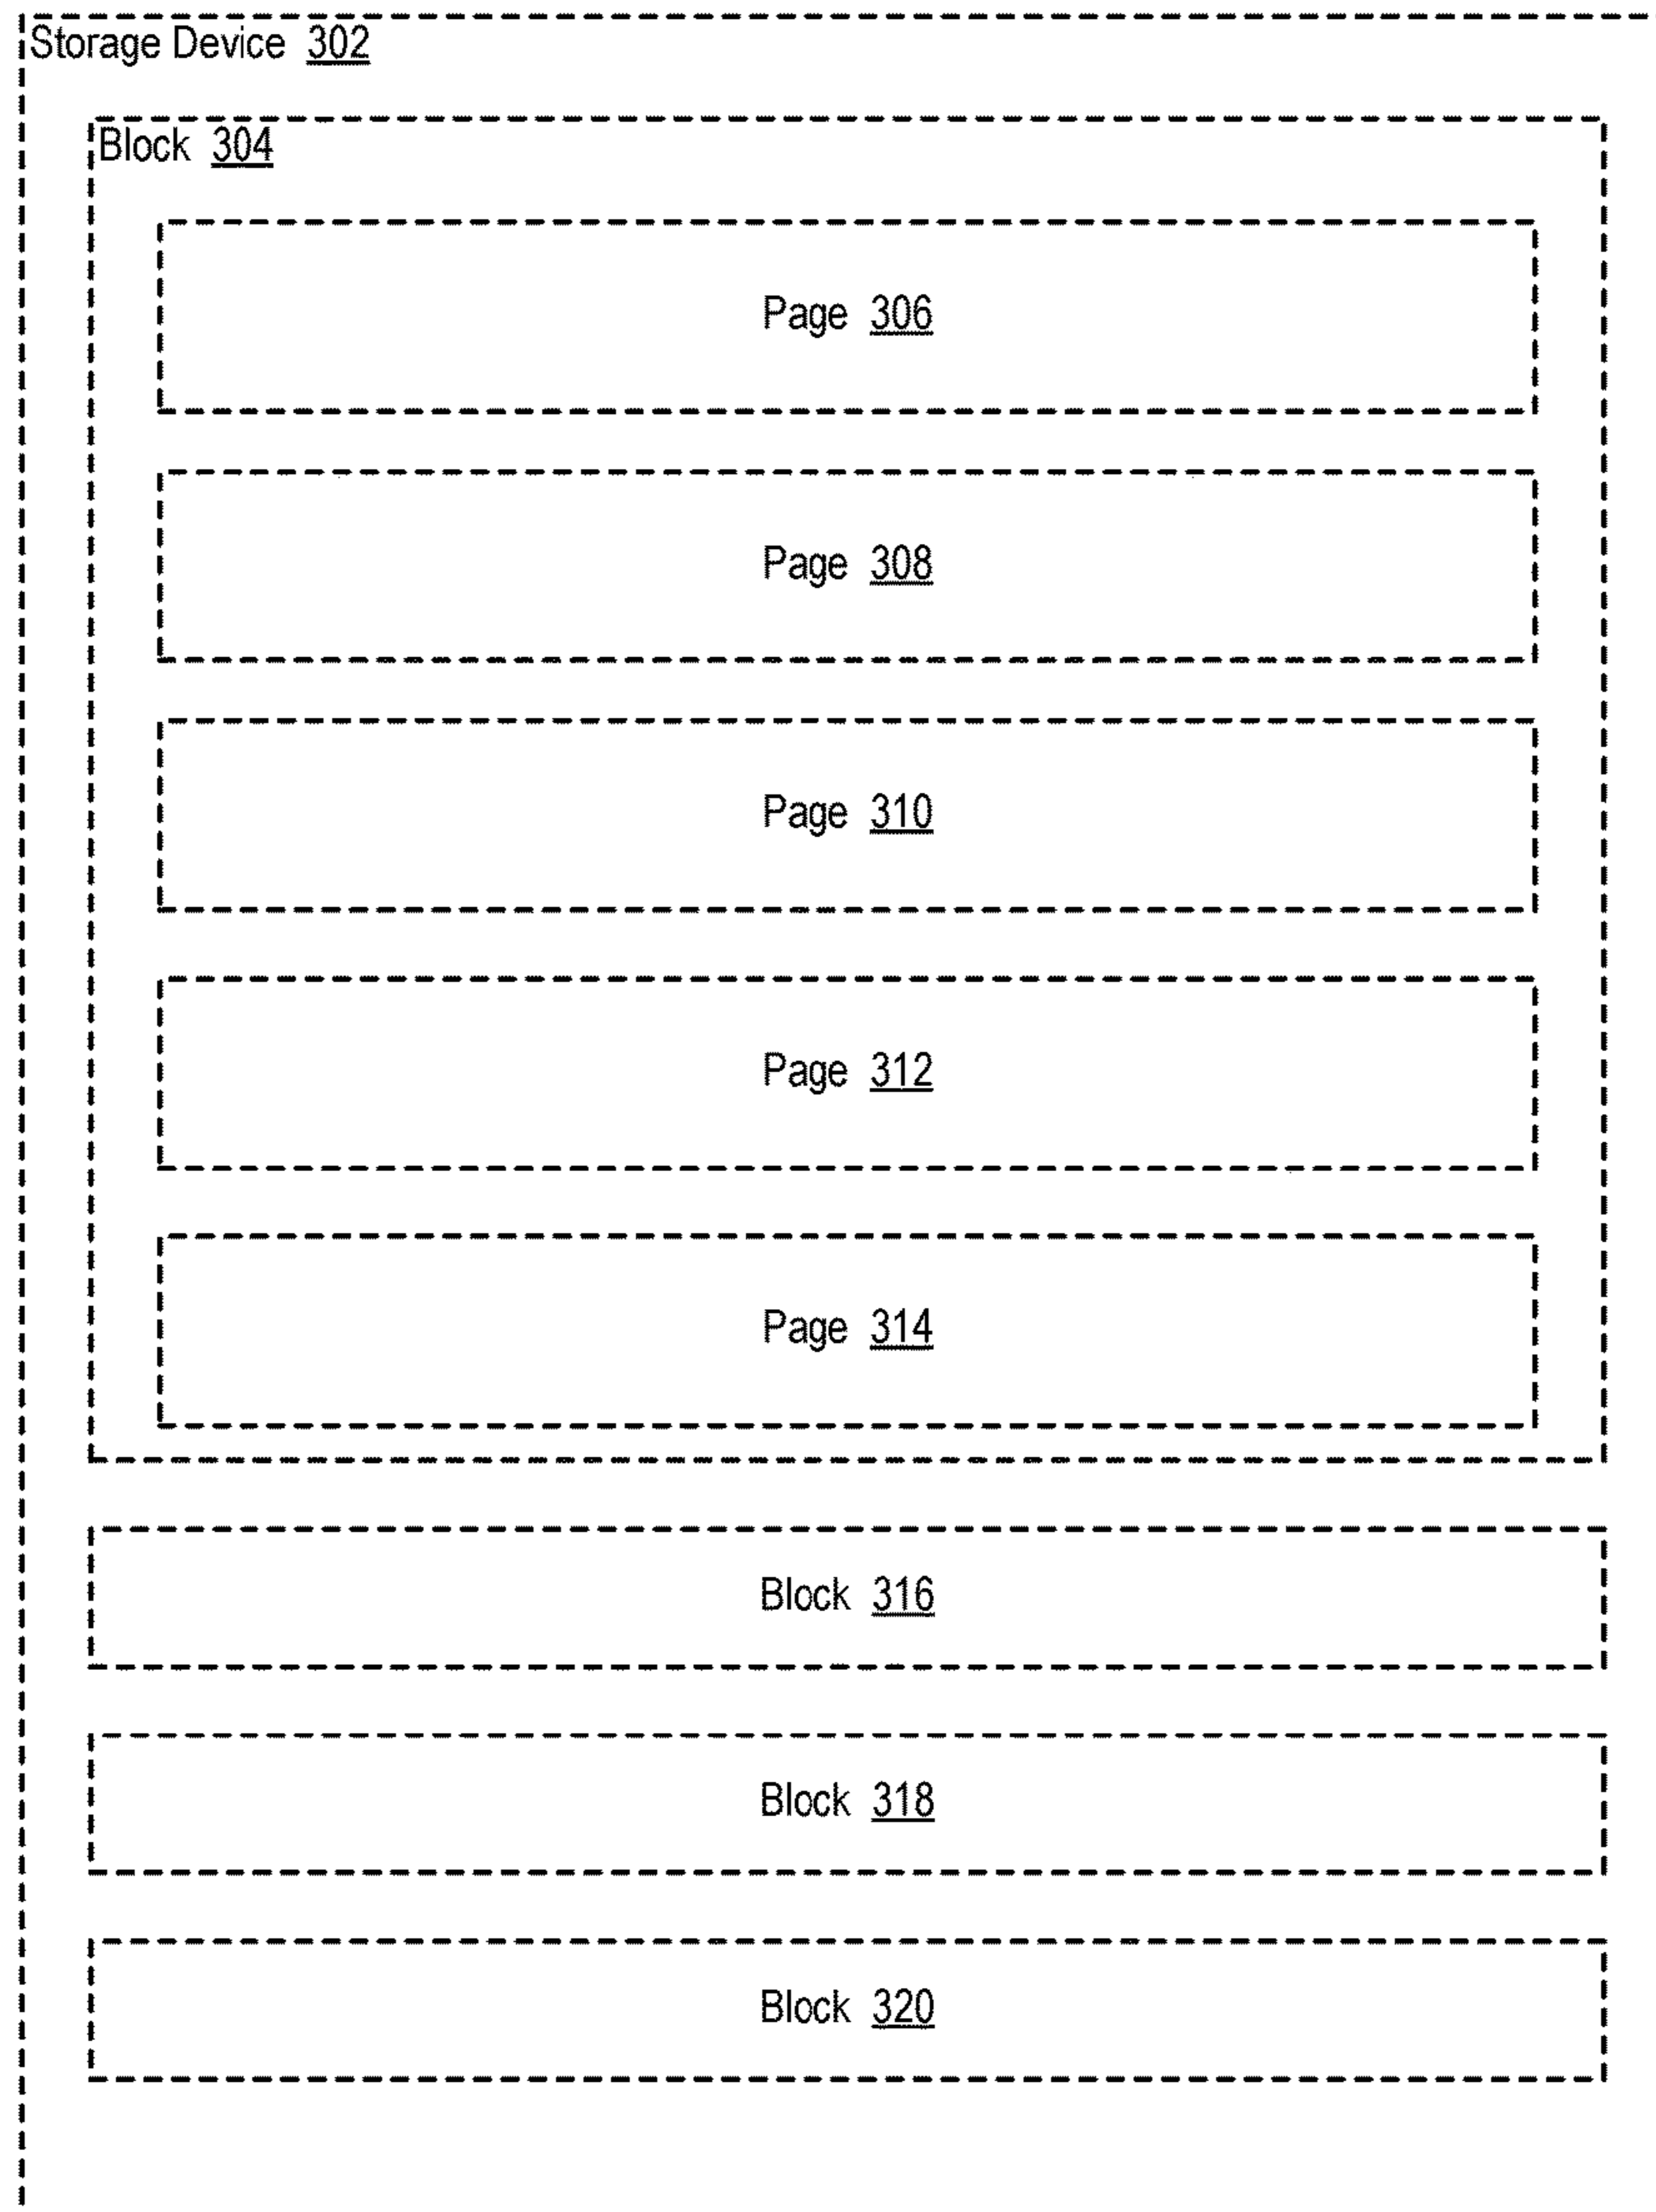 Storage Device 302
Block 304
Page 306
Page 308
Page 310
Page 312
Page 314
Block 316
Block 318
Block 320